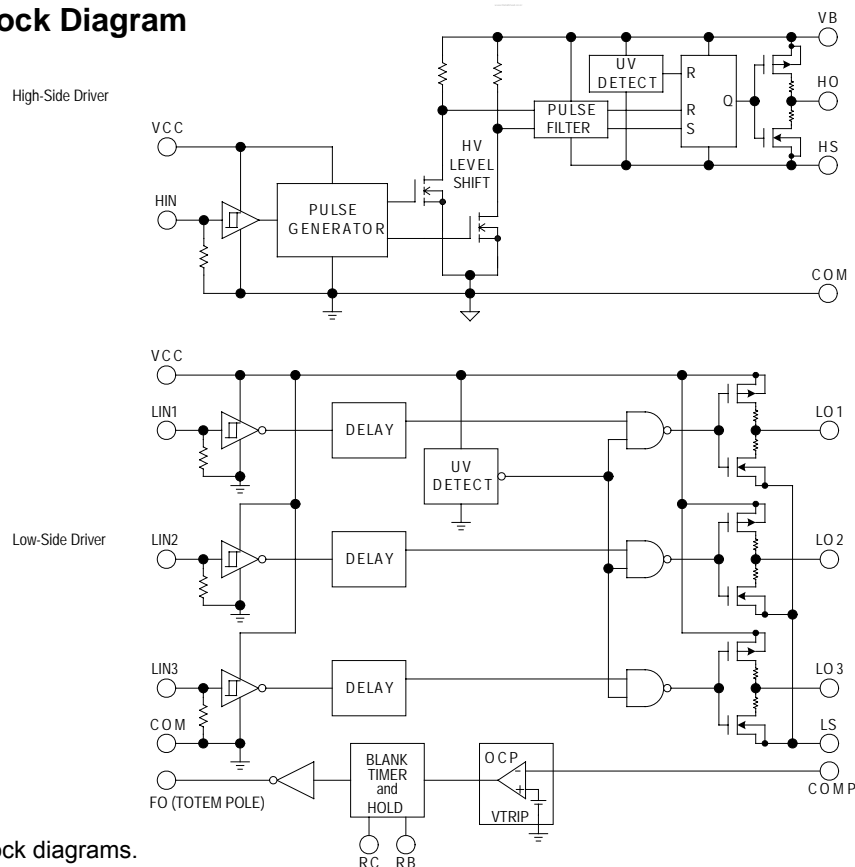 ock Diagram
High-Side Driver
VCC
HIN
PULSE
GENERATOR
HV
LEVEL
SHIFT
PULSE
FILTER
UV
DETECT
R
R
S
Q
VB
HO
HS
COM
Low-Side Driver
VCC
LIN1
DELAY
UV
DETECT
LO1
LIN2
DELAY
LO2
LIN3
DELAY
LO3
COM
LS
FO (TOTEM POLE)
BLANK
TIMER
and
HOLD
OCP
-
+
VTRIP
COMP
RC
RB
ock diagrams.